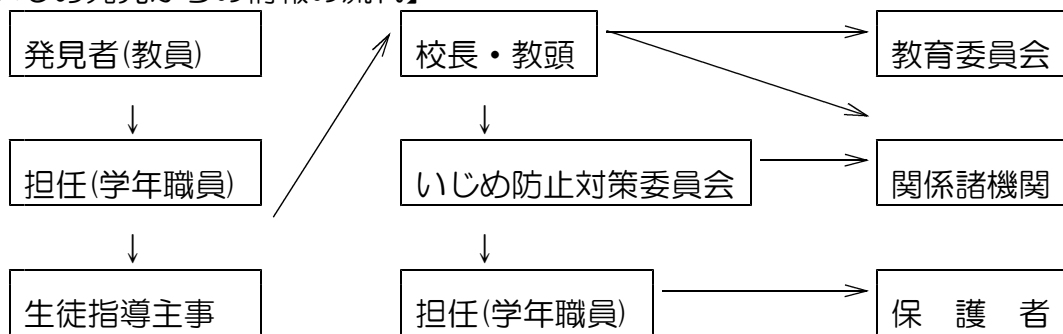 発見者(教員)
校長・教頭
教育委員会
↓
↓
担任(学年職員)
いじめ防止対策委員会
関係諸機関
↓
↓
生徒指導主事
担任(学年職員)
保 護 者